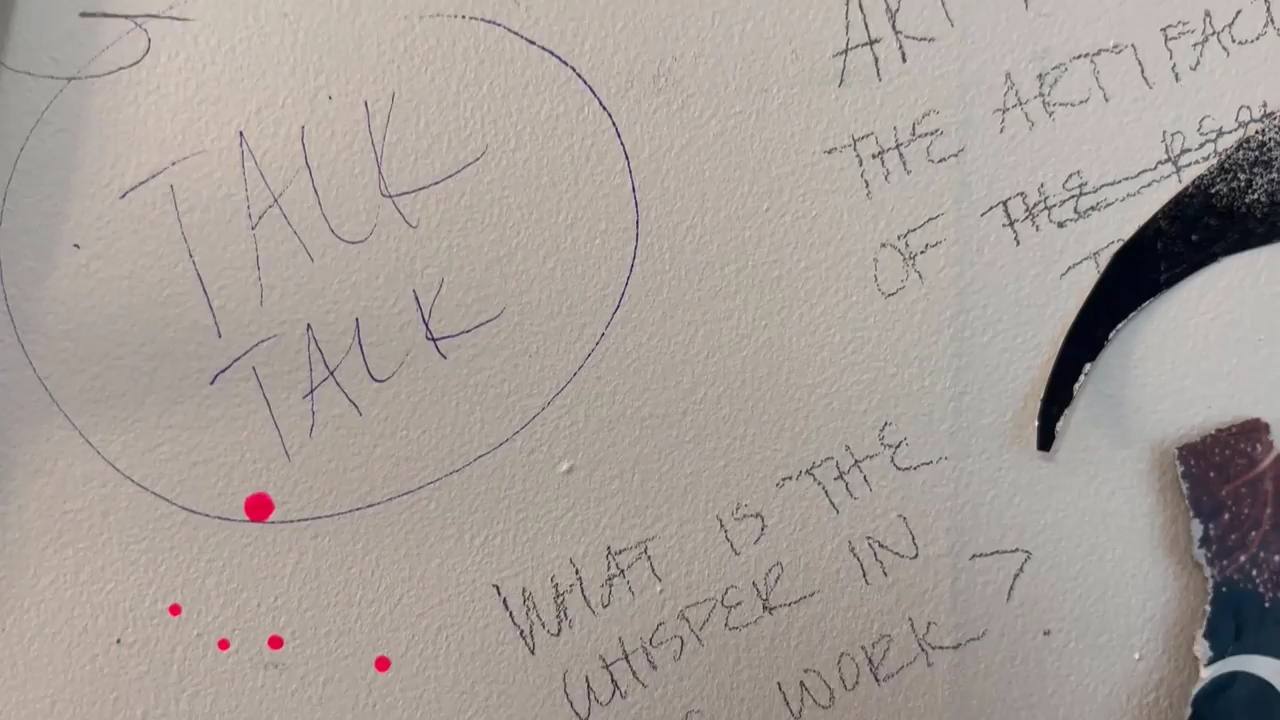 TALK
TALK
ART
THE ARTIFACT
OF THE
WHAT IS THE
WHISPER IN
WORK ?